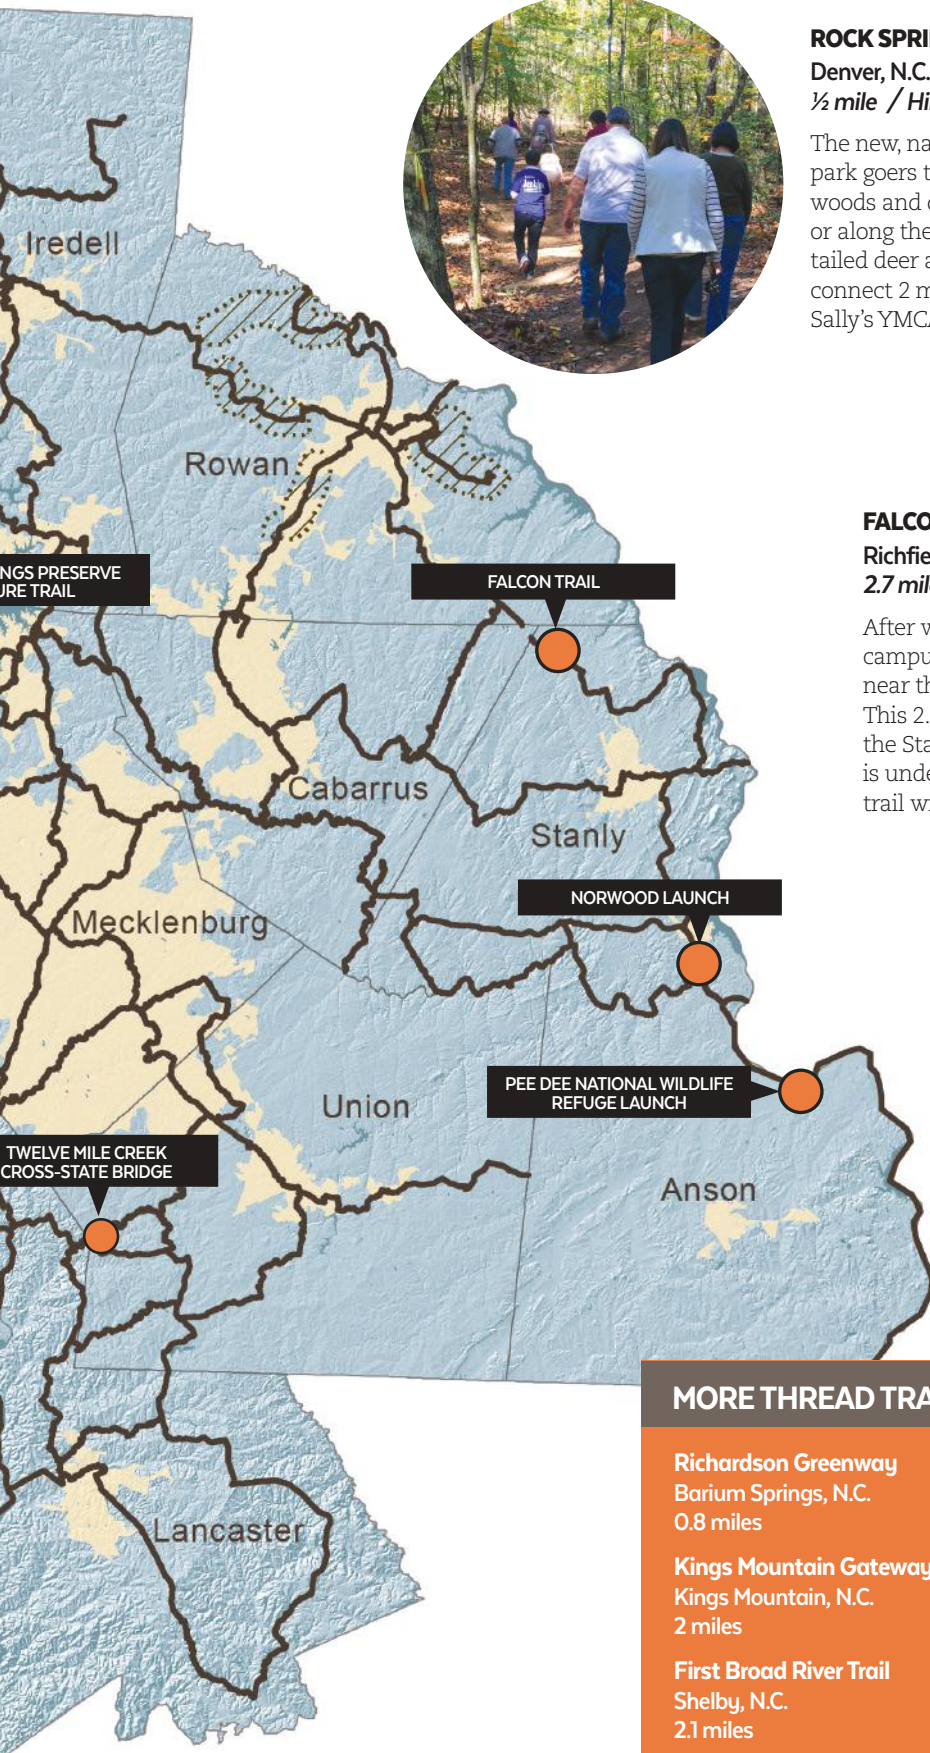 ROCK SPRI
Denver, N.C.
½ mile / Hi
The new, na
park goers t
woods and
or along the
tailed deer a
connect 2 m
Sally's YMCA
Iredell
Rowan
NGS PRESERVE
URE TRAIL
FALCON TRAIL
FALCO
Richfie
2.7 mil
After w
campu
near th
This 2.
the Sta
is unde
trail wi
Cabarrus
Stanly
NORWOOD LAUNCH
Mecklenburg
PEE DEE NATIONAL WILDLIFE
REFUGE LAUNCH
Union
TWELVE MILE CREEK
CROSS-STATE BRIDGE
Anson
MORE THREAD TRA
Richardson Greenway
Barium Springs, N.C.
0.8 miles
Kings Mountain Gateway
Kings Mountain, N.C.
2 miles
First Broad River Trail
Shelby, N.C.
2.1 miles
Lancaster